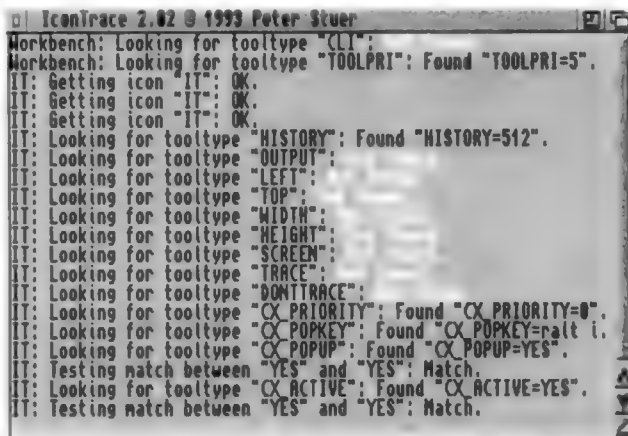 IconTrace 2.02 © 1993 Peter Stuer
Workbench: Looking for tooltype "CLI":
Workbench: Looking for tooltype "TOOLPRI": Found "TOOLPRI=5".
IT: Getting icon "IT": OK.
IT: Getting icon "IT": OK.
IT: Getting icon "IT": OK.
IT: Looking for tooltype "HISTORY": Found "HISTORY=512".
IT: Looking for tooltype "OUTPUT":
IT: Looking for tooltype "LEFT":
IT: Looking for tooltype "TOP":
IT: Looking for tooltype "WIDTH":
IT: Looking for tooltype "HEIGHT":
IT: Looking for tooltype "SCREEN":
IT: Looking for tooltype "TRACE":
IT: Looking for tooltype "DONTTRACE":
IT: Looking for tooltype "CX_PRIORITY": Found "CX_PRIORITY=0".
IT: Looking for tooltype "CX_POPKEY": Found "CX_POPKEY=ralt i.
IT: Looking for tooltype "CX_POPUP": Found "CX_POPUP=YES".
IT: Testing match between "YES" and "YES": Match.
IT: Looking for tooltype "CX_ACTIVE": Found "CX_ACTIVE=YES".
IT: Testing match between "YES" and "YES": Match.